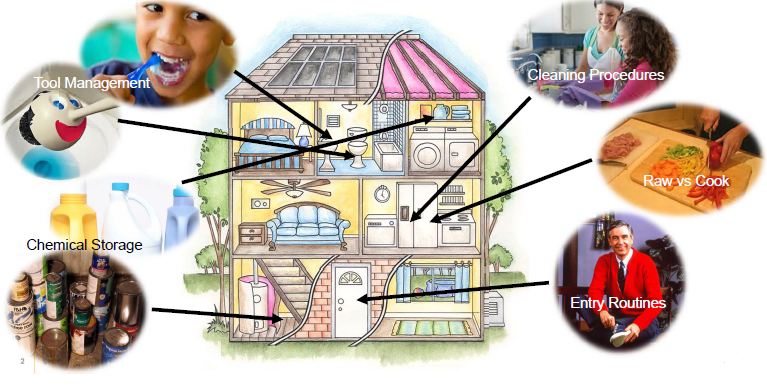 Tool Management
Cleaning Procedures
Raw vs Cook
Chemical Storage
Entry Routines
2